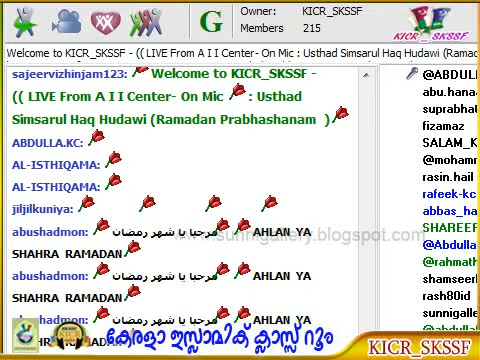 Owner: KICR_SKSSF
Members 215
G
KICR_SKSSF
Welcome to KICR_SKSSF - (( LIVE From A I I Center- On Mic : Usthad Simsarul Haq Hudawi (Ramad
sajeervizhinjam123: Welcome to KICR_SKSSF -
(( LIVE From A I I Center- On Mic : Usthad
Simsarul Haq Hudawi (Ramadan Prabhashanam )
ABDULLA.KC:
AL-ISTHIQAMA:
AL-ISTHIQAMA:
jiljilkuniya:
abushadmon: مرحبا يا شهر رمضان AHLAN YA
SHAHRA RAMADAN
abushadmon: مرحبا يا شهر رمضان AHLAN YA
SHAHRA RAMADAN
abushadmon: مرحبا يا شهر رمضان AHLAN YA
@ABDULL
abu.hana
suprabhat
fizamaz
SALAM_K
@mohamm
rasin.hail
rafeek-kc
abbas_ha
SHAREEF
@Abdulla
@rahmath
shamseer
rash80id
sunnigalle
sunnigallery.blogspot.com
കേരളാ ഇസ്ലാമിക് ക്ലാസ്സ് റൂം
KICR
KICR_SKSSF